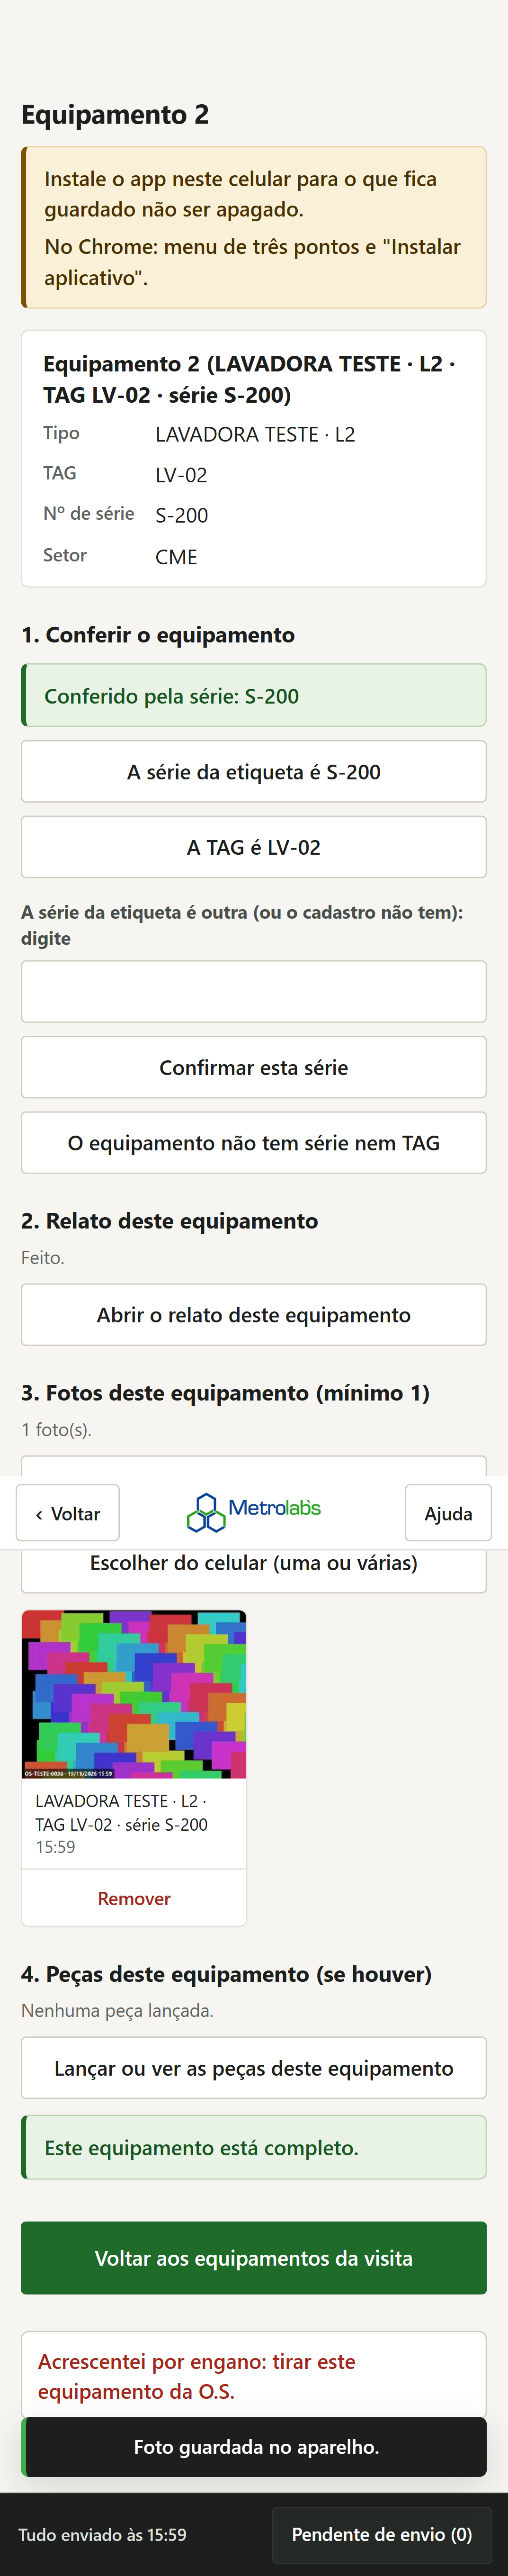 Equipamento 2
Instale o app neste celular para o que fica
guardado não ser apagado.
No Chrome: menu de três pontos e "Instalar
aplicativo".
Equipamento 2 (LAVADORA TESTE · L2 ·
TAG LV-02 · série S-200)
Tipo LAVADORA TESTE · L2
TAG LV-02
Nº de série S-200
Setor CME
1. Conferir o equipamento
Conferido pela série: S-200
A série da etiqueta é S-200
A TAG é LV-02
A série da etiqueta é outra (ou o cadastro não tem):
digite
Confirmar esta série
O equipamento não tem série nem TAG
2. Relato deste equipamento
Feito.
Abrir o relato deste equipamento
3. Fotos deste equipamento (mínimo 1)
1 foto(s).
‹ Voltar
Metrolabs
Ajuda
Escolher do celular (uma ou várias)
LAVADORA TESTE · L2 ·
TAG LV-02 · série S-200
15:59
Remover
4. Peças deste equipamento (se houver)
Nenhuma peça lançada.
Lançar ou ver as peças deste equipamento
Este equipamento está completo.
Voltar aos equipamentos da visita
Acrescentei por engano: tirar este
equipamento da O.S.
Foto guardada no aparelho.
Tudo enviado às 15:59
Pendente de envio (0)